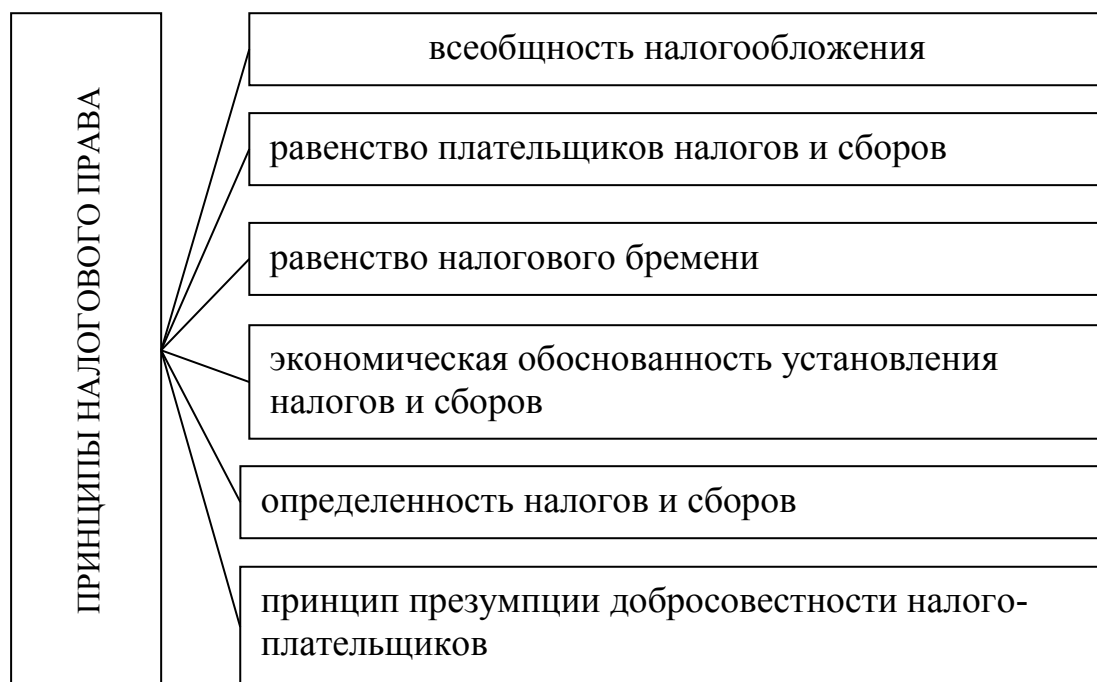 ПРИНЦИПЫ НАЛОГОВОГО ПРАВА
всеобщность налогообложения
равенство плательщиков налогов и сборов
равенство налогового бремени
экономическая обоснованность установления
налогов и сборов
определенность налогов и сборов
принцип презумпции добросовестности налого-
плательщиков